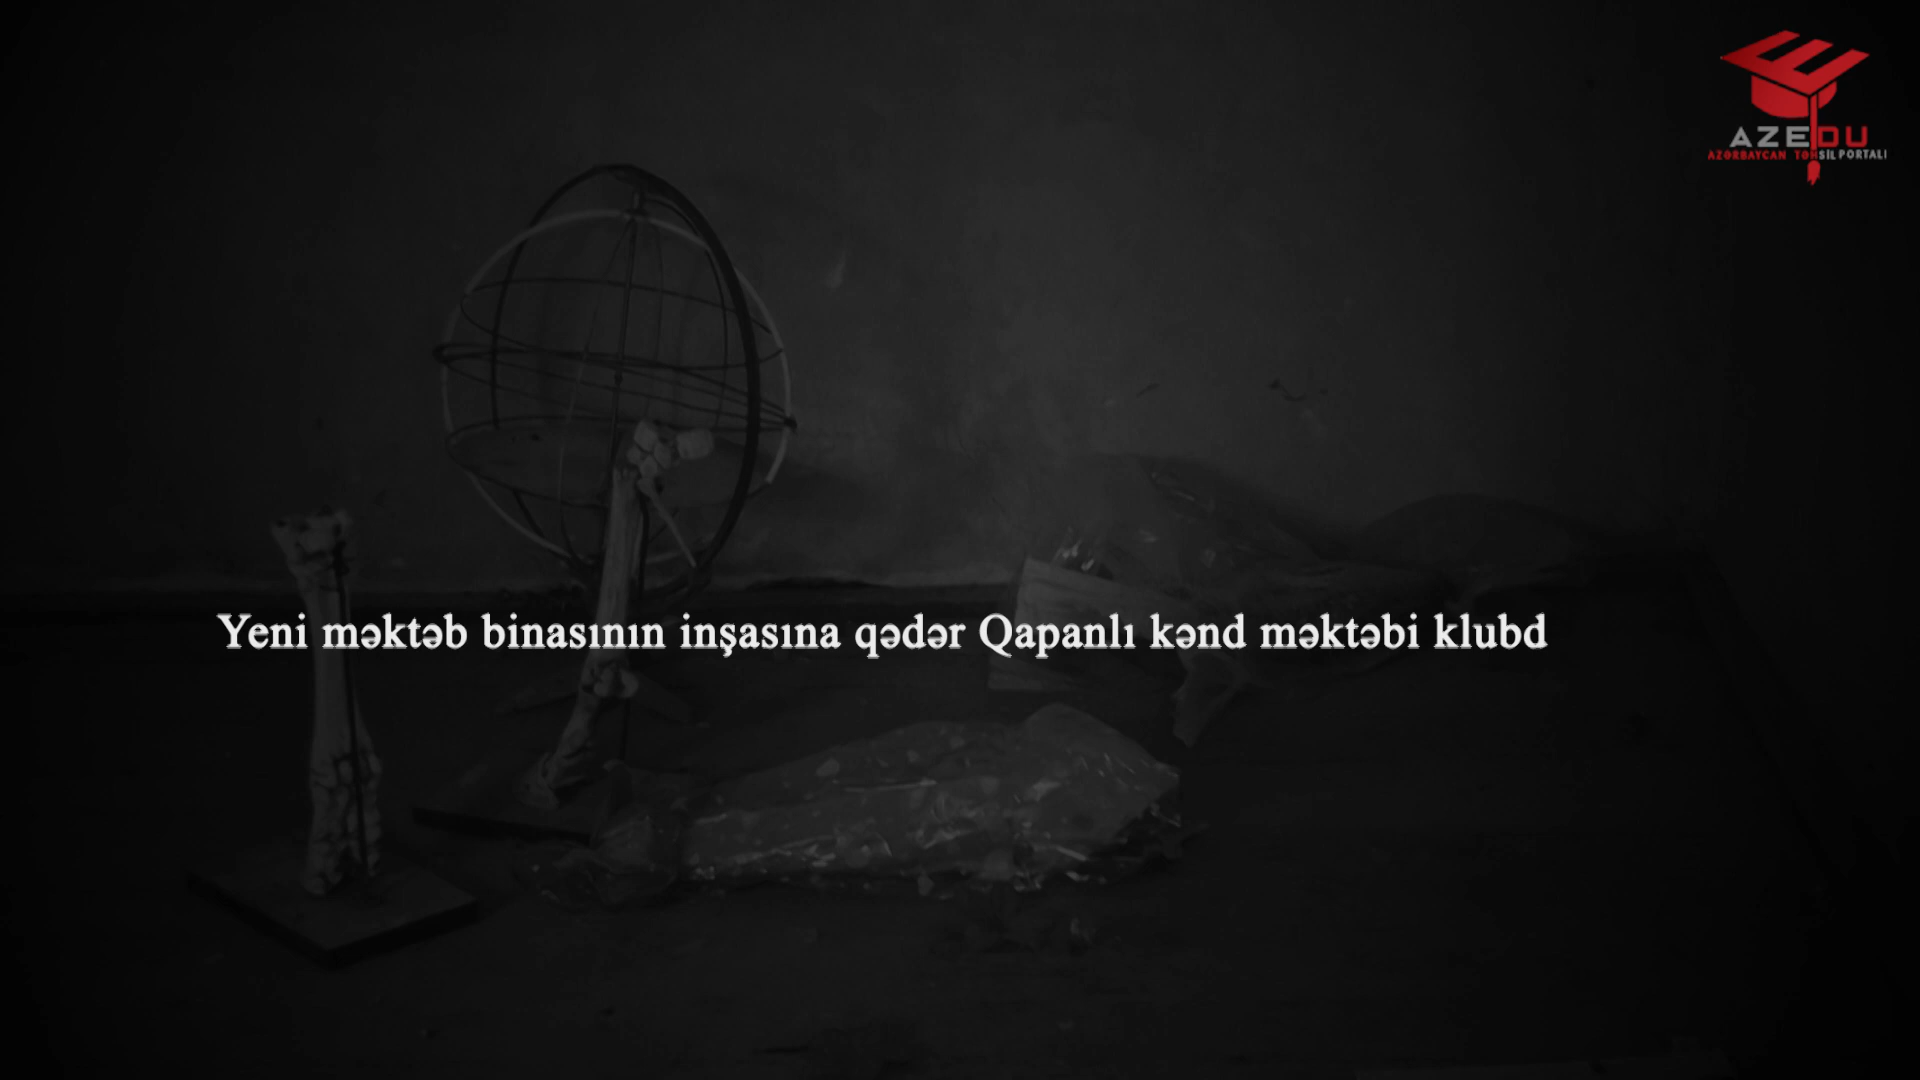 AZEDU
AZƏRBAYCAN TƏHSİL PORTALI
Yeni məktəb binasının inşasına qədər Qapanlı kənd məktəbi klubd